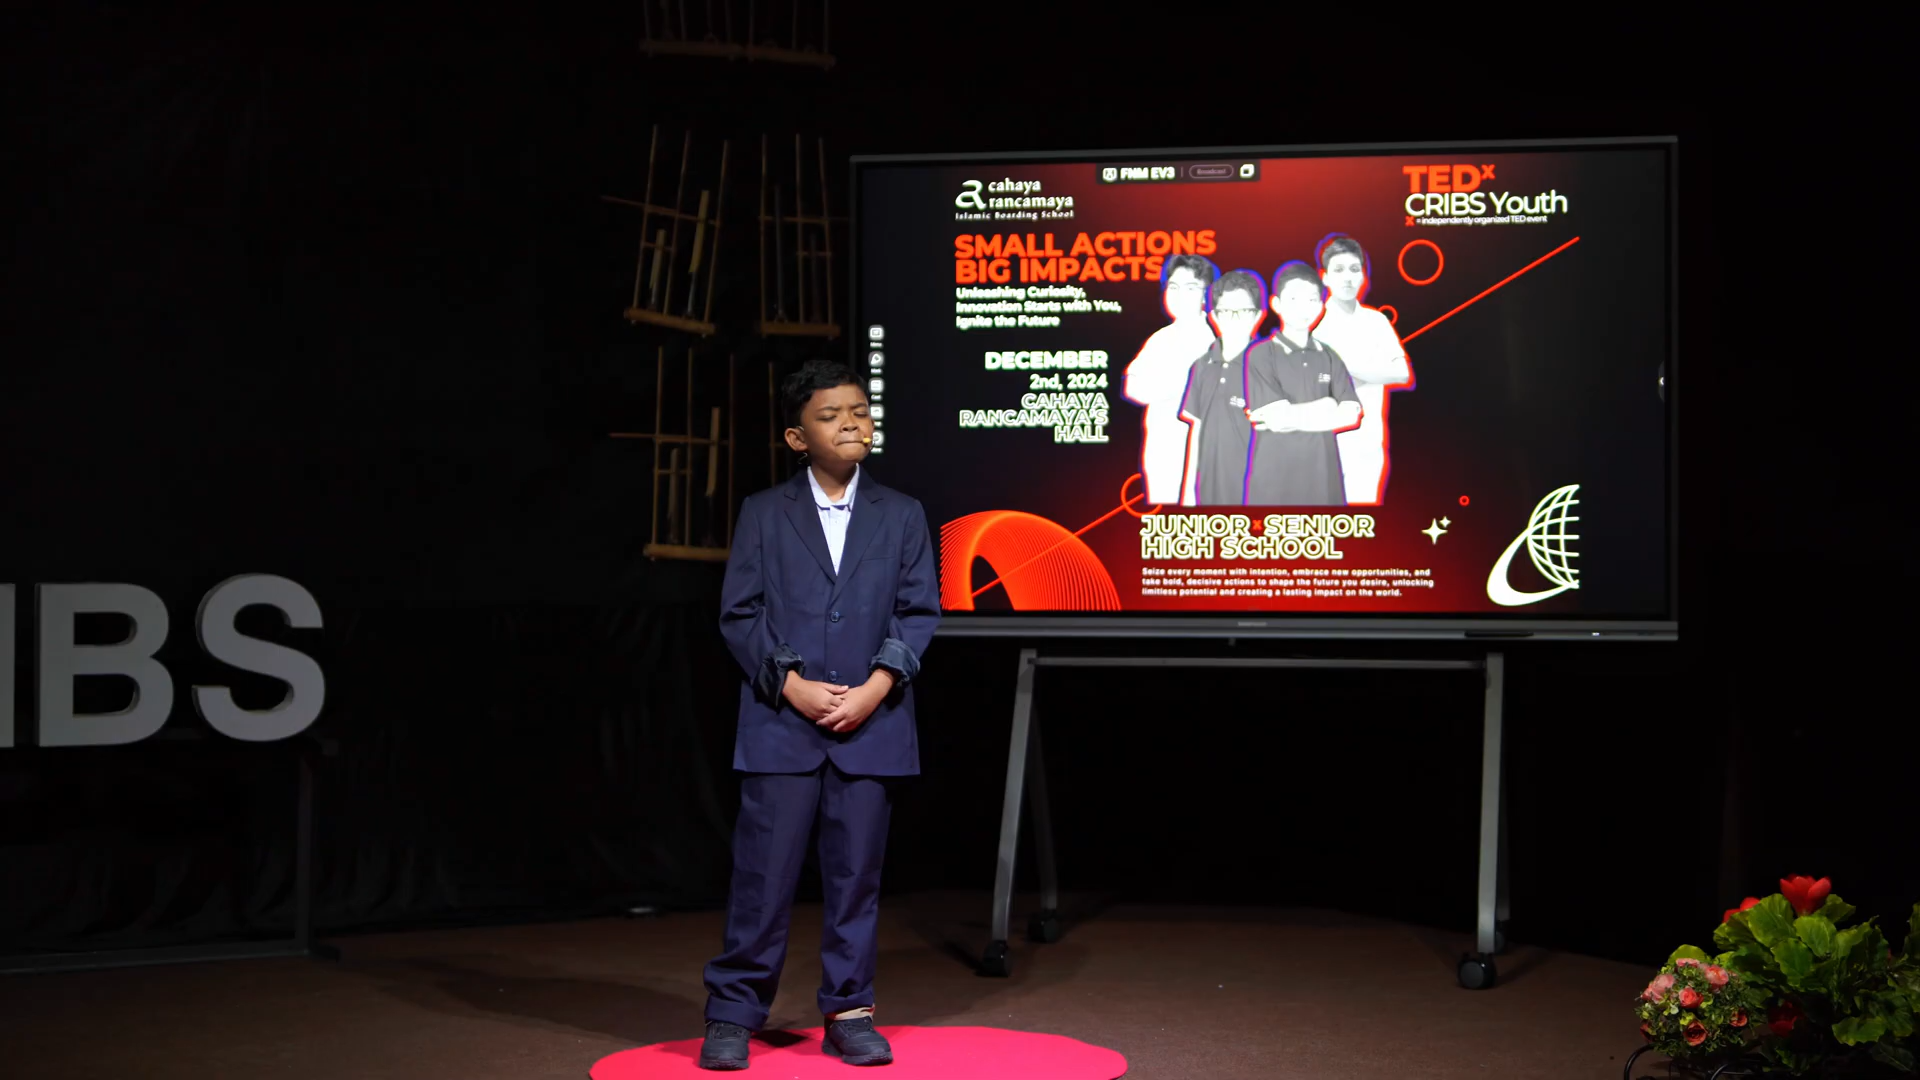 IBS
FNM EV3
Broadcast
cahaya
rancamaya
Islamic Boarding School
TEDx
CRIBS Youth
x = independently organized TED event
SMALL ACTIONS
BIG IMPACTS
Unleashing Curiosity,
Innovation Starts with You,
Ignite the Future
DECEMBER
2nd, 2024
CAHAYA
RANCAMAYA'S
HALL
JUNIOR x SENIOR
HIGH SCHOOL
Seize every moment with intention, embrace new opportunities, and
take bold, decisive actions to shape the future you desire, unlocking
limitless potential and creating a lasting impact on the world.